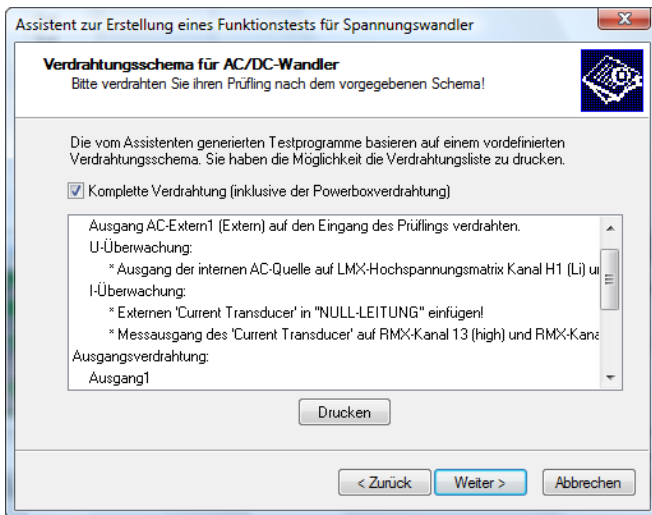 Assistent zur Erstellung eines Funktionstests für Spannungswandler
Verdrahtungsschema für AC/DC-Wandler
Bitte verdrahten Sie ihren Prüfling nach dem vorgegebenen Schema!
Die vom Assistenten generierten Testprogramme basieren auf einem vordefinierten
Verdrahtungsschema. Sie haben die Möglichkeit die Verdrahtungsliste zu drucken.
Komplette Verdrahtung (inklusive der Powerboxverdrahtung)
Ausgang AC-Extern1 (Extern) auf den Eingang des Prüflings verdrahten.
U-Überwachung:
* Ausgang der internen AC-Quelle auf LMX-Hochspannungsmatrix Kanal H1 (Li)
I-Überwachung:
* Externen 'Current Transducer' in "NULL-LEITUNG" einfügen!
* Messausgang des 'Current Transducer' auf RMX-Kanal 13 (high) und RMX-Kana
Ausgangsverdrahtung:
Ausgang1
Drucken
< Zurück
Weiter >
Abbrechen